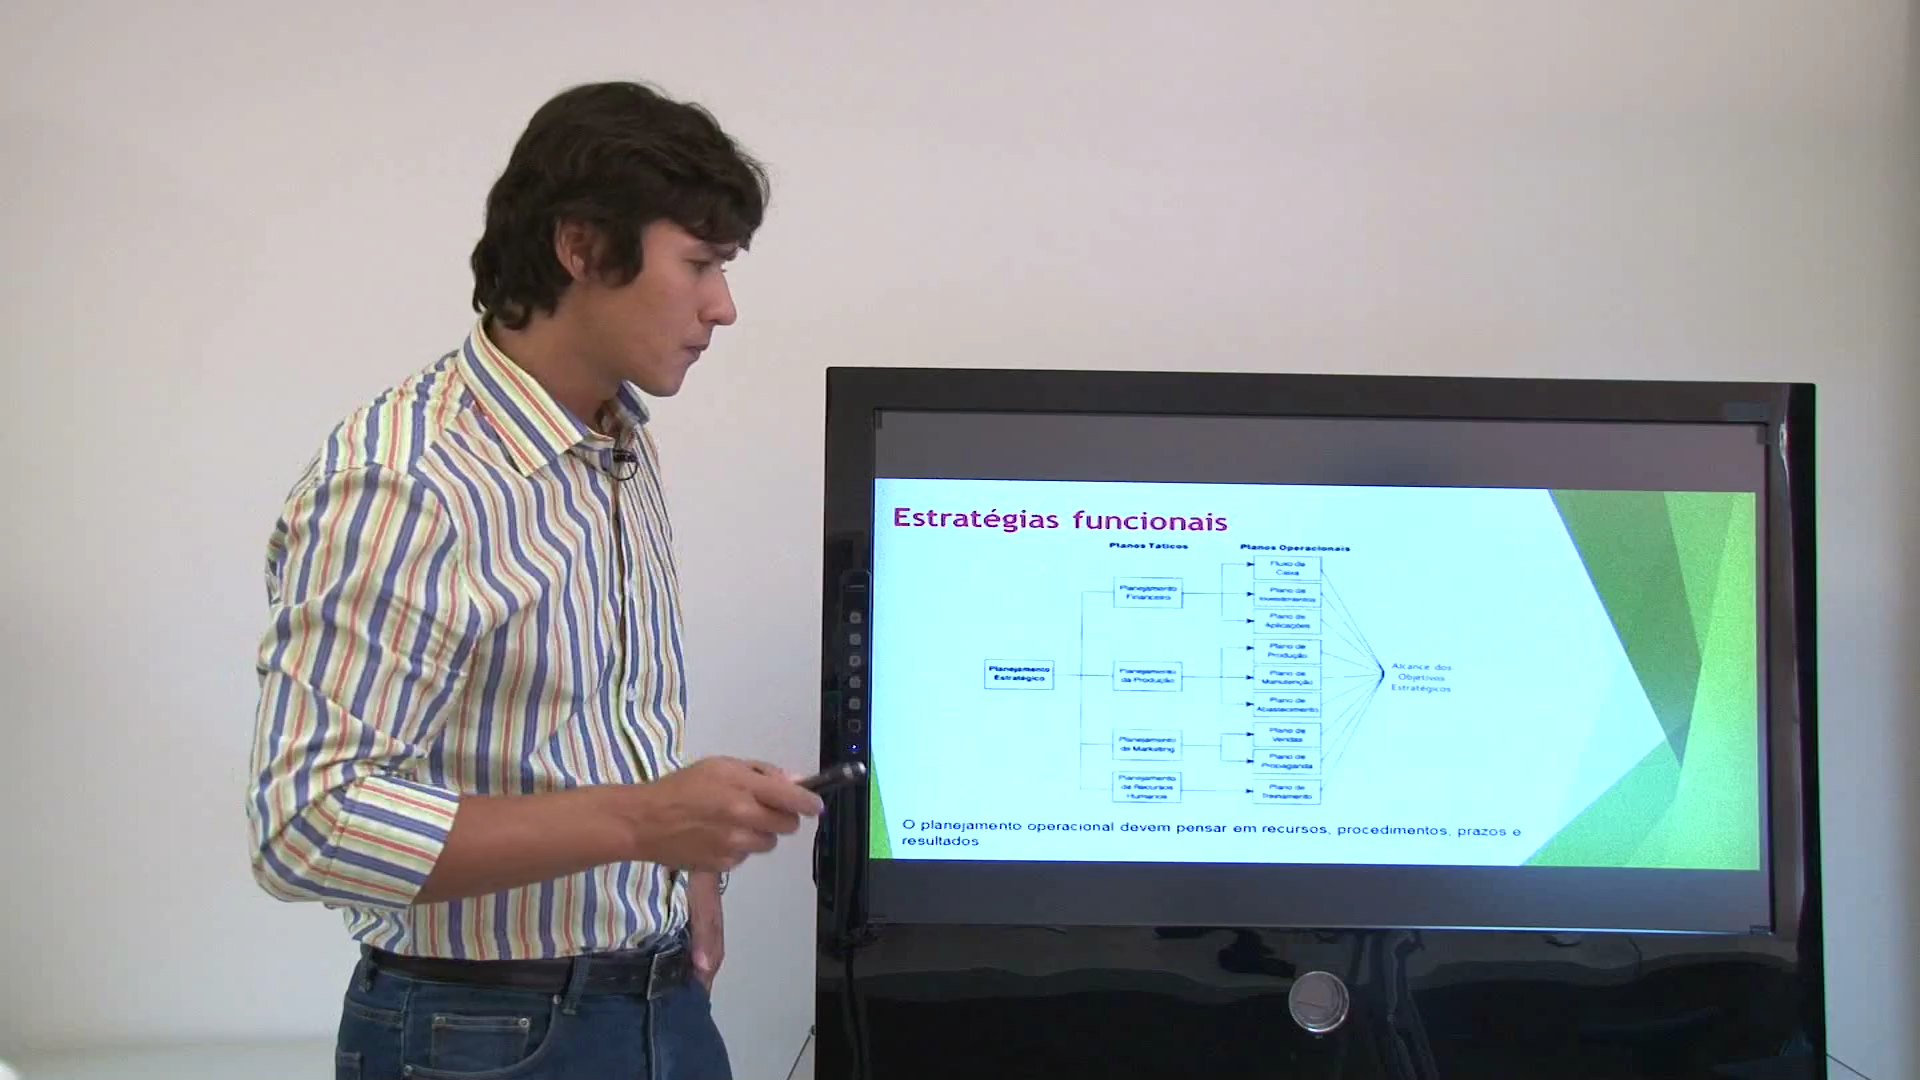 Estratégias funcionais
Planos Táticos
Planos Operacionais
Planejamento
Estratégico
Planejamento
Financeiro
Planejamento
da Produção
Planejamento
de Marketing
Planejamento
de Recursos
Humanos
Fluxo de
Caixa
Plano de
Investimentos
Plano de
Aplicações
Plano de
Produção
Plano de
Manutenção
Plano de
Abastecimento
Plano de
Vendas
Plano de
Propaganda
Plano de
Treinamento
Alcance dos
Objetivos
Estratégicos
O planejamento operacional devem pensar em recursos, procedimentos, prazos e
resultados